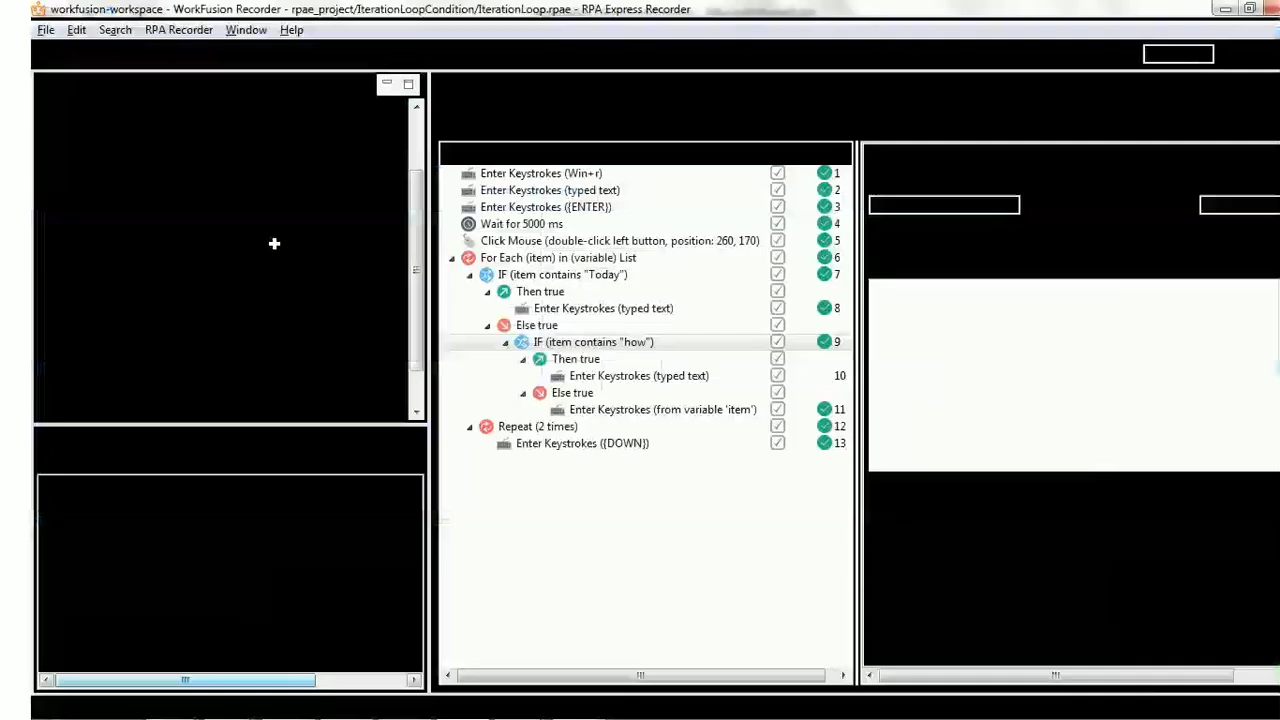 workfusion-workspace - WorkFusion Recorder - rpae_project/IterationLoopCondition/IterationLoop.rpae - RPA Express Recorder
File Edit Search RPA Recorder Window Help
Enter Keystrokes (Win+r) 1
Enter Keystrokes (typed text) 2
Enter Keystrokes ({ENTER}) 3
Wait for 5000 ms 4
Click Mouse (double-click left button, position: 260, 170) 5
For Each (item) in (variable) List 6
IF (item contains "Today") 7
Then true
Enter Keystrokes (typed text) 8
Else true
IF (item contains "how") 9
Then true
Enter Keystrokes (typed text) 10
Else true
Enter Keystrokes (from variable 'item') 11
Repeat (2 times) 12
Enter Keystrokes ({DOWN}) 13